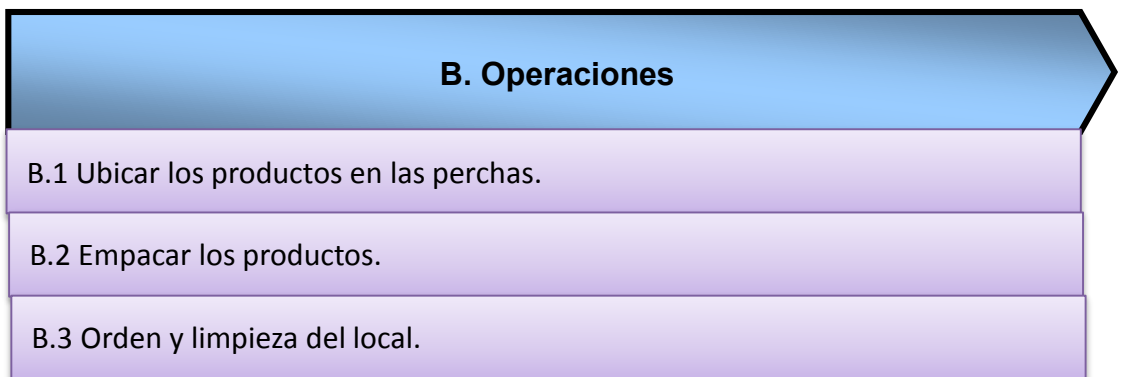 B. Operaciones
B.1 Ubicar los productos en las perchas.
B.2 Empacar los productos.
B.3 Orden y limpieza del local.